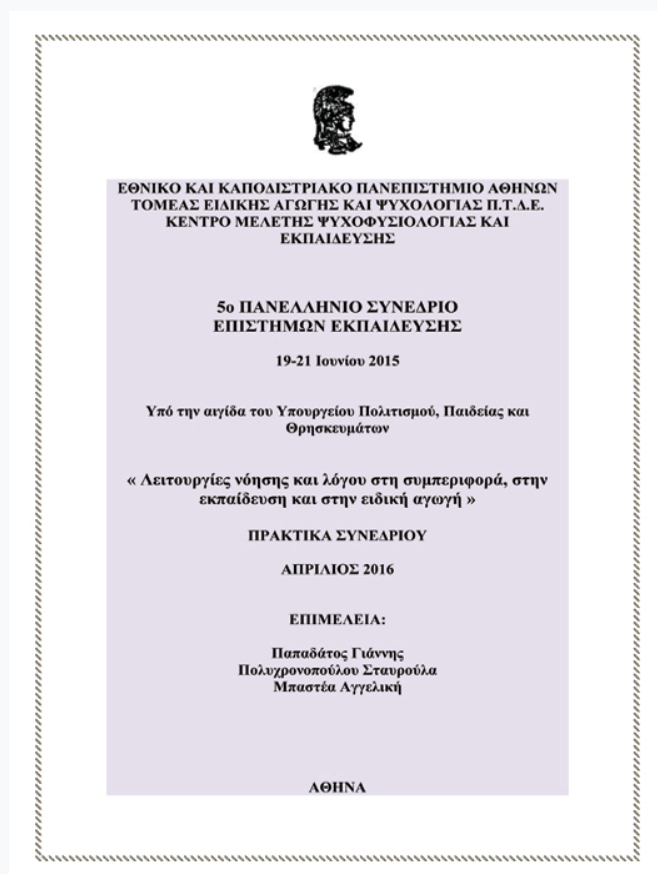 ΕΘΝΙΚΟ ΚΑΙ ΚΑΠΟΔΙΣΤΡΙΑΚΟ ΠΑΝΕΠΙΣΤΗΜΙΟ ΑΘΗΝΩΝ
ΤΟΜΕΑΣ ΕΙΔΙΚΗΣ ΑΓΩΓΗΣ ΚΑΙ ΨΥΧΟΛΟΓΙΑΣ Π.Τ.Δ.Ε.
ΚΕΝΤΡΟ ΜΕΛΕΤΗΣ ΨΥΧΟΦΥΣΙΟΛΟΓΙΑΣ ΚΑΙ
ΕΚΠΑΙΔΕΥΣΗΣ
5ο ΠΑΝΕΛΛΗΝΙΟ ΣΥΝΕΔΡΙΟ
ΕΠΙΣΤΗΜΩΝ ΕΚΠΑΙΔΕΥΣΗΣ
19-21 Ιουνίου 2015
Υπό την αιγίδα του Υπουργείου Πολιτισμού, Παιδείας και
Θρησκευμάτων
« Λειτουργίες νόησης και λόγου στη συμπεριφορά, στην
εκπαίδευση και στην ειδική αγωγή »
ΠΡΑΚΤΙΚΑ ΣΥΝΕΔΡΙΟΥ
ΑΠΡΙΛΙΟΣ 2016
ΕΠΙΜΕΛΕΙΑ:
Παπαδάτος Γιάννης
Πολυχρονοπούλου Σταυρούλα
Μπαστέα Αγγελική
ΑΘΗΝΑ